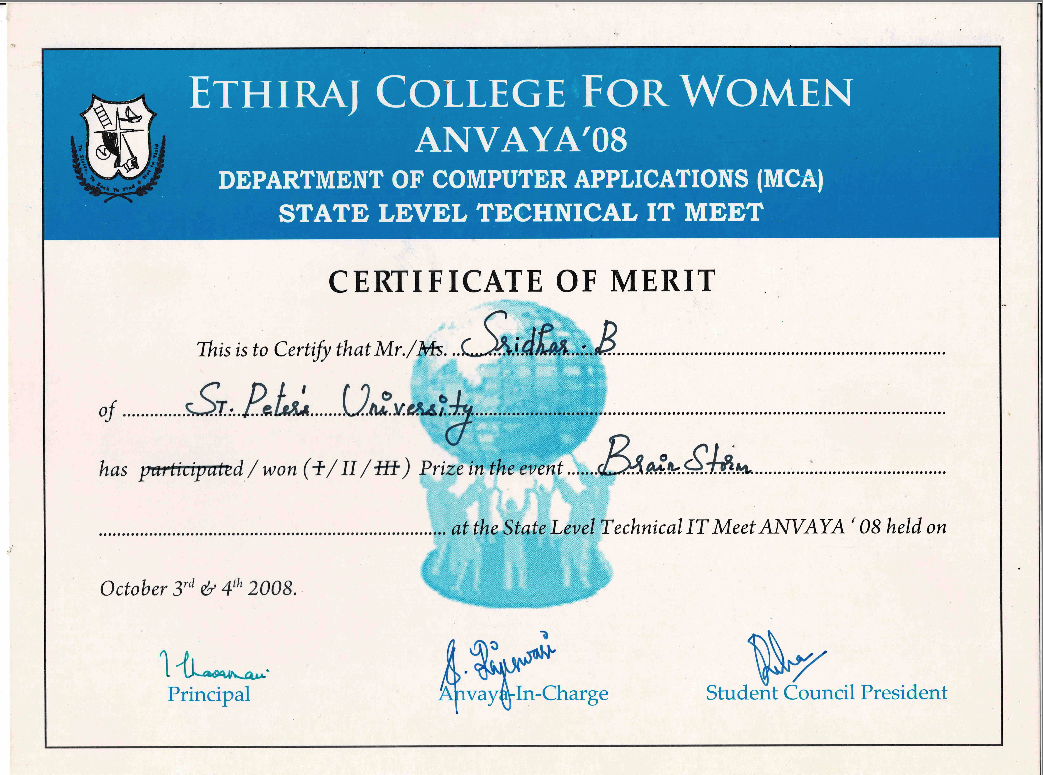 ETHIRAJ COLLEGE FOR WOMEN
ANVAYA'08
DEPARTMENT OF COMPUTER APPLICATIONS (MCA)
STATE LEVEL TECHNICAL IT MEET
CERTIFICATE OF MERIT
This is to Certify that Mr./Ms. Sridhar. B
of St. Peter's University
has participated / won (I / II / III) Prize in the event Brain Storm
at the State Level Technical IT Meet ANVAYA ' 08 held on
October 3rd & 4th 2008.
Principal Anvaya-In-Charge Student Council President